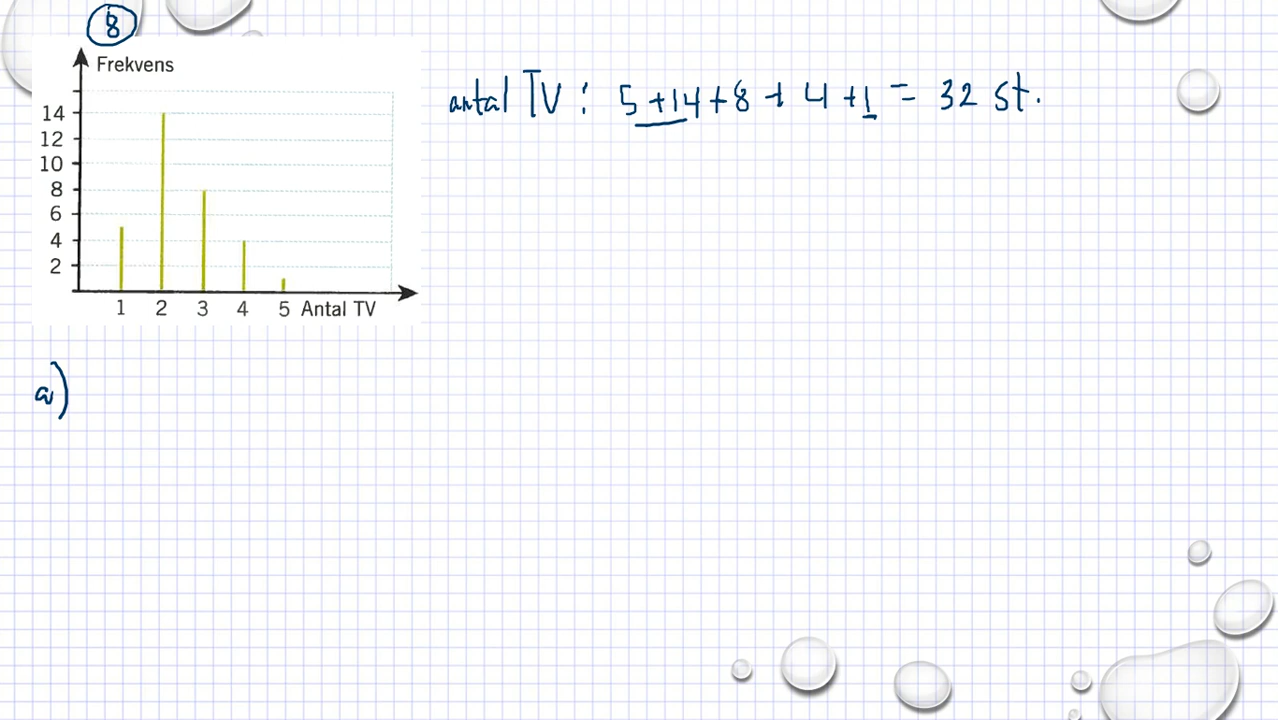 8
Frekvens
antal TV : 5 + 14 + 8 + 4 + 1 = 32 st.
14
12
10
8
6
4
2
1 2 3 4 5 Antal TV
a)